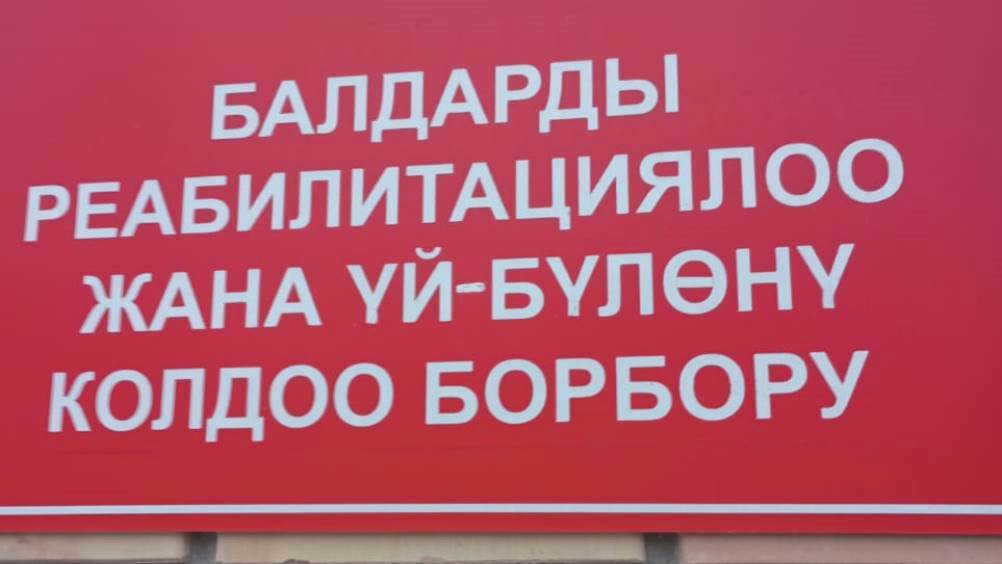 БАЛДАРДЫ
РЕАБИЛИТАЦИЯЛОО
ЖАНА ҮЙ-БҮЛӨНҮ
КОЛДОО БОРБОРУ